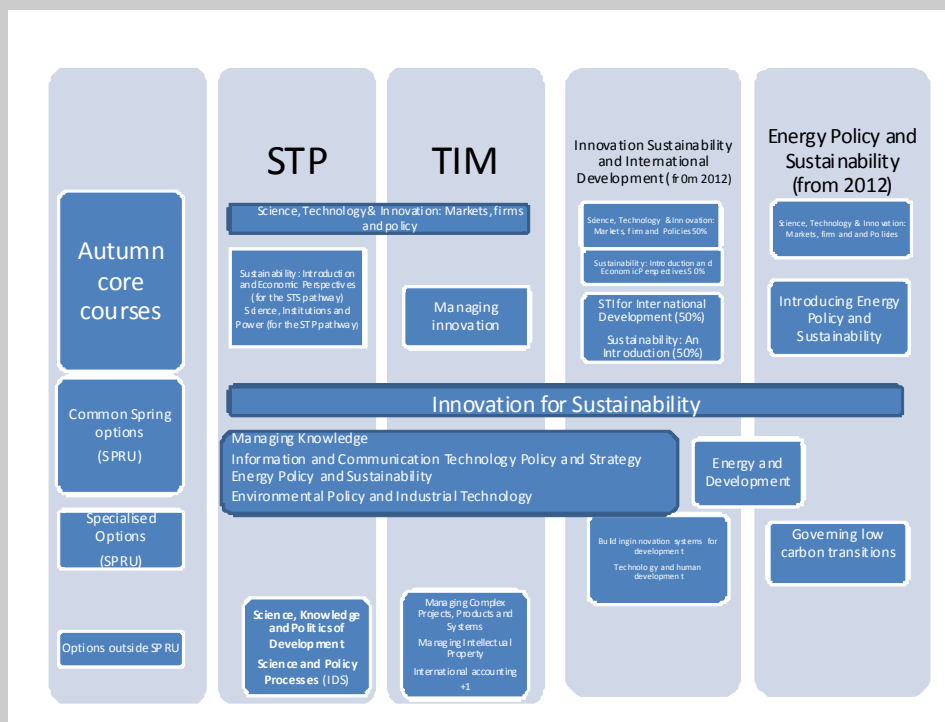 STP
TIM
Innovation Sustainability
and International
Development (from 2012)
Energy Policy and
Sustainability
(from 2012)
Autumn
core
courses
Science, Technology & Innovation: Markets, firms
and policy
Science, Technology & Innovation:
Markets, firm and Policies 50%
Science, Technology & Innovation:
Markets, firm and and Policies
Sustainability: Introduction
and Economic Perspectives
(for the STS pathway)
Science, Institutions and
Power (for the STP pathway)
Managing
innovation
Sustainability: Introduction and
Economic Perspectives 50%
STI for International
Development (50%)
Sustainability: An
Introduction (50%)
Introducing Energy
Policy and
Sustainability
Common Spring
options
(SPRU)
Innovation for Sustainability
Managing Knowledge
Information and Communication Technology Policy and Strategy
Energy Policy and Sustainability
Environmental Policy and Industrial Technology
Energy and
Development
Specialised
Options
(SPRU)
Building innovation systems for
development
Technology and human
development
Governing low
carbon transitions
Options outside SPRU
Science, Knowledge
and Politics of
Development
Science and Policy
Processes (IDS)
Managing Complex
Projects, Products and
Systems
Managing Intellectual
Property
International accounting
+1